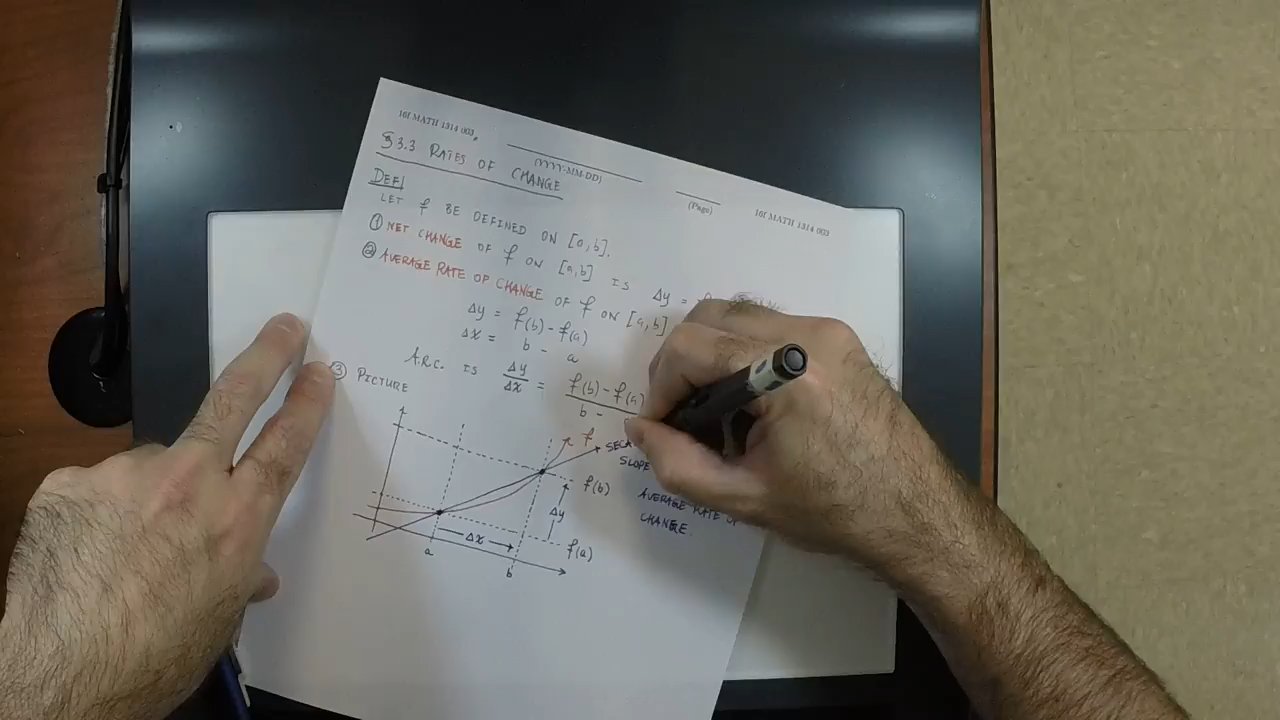 16f MATH 1314 003,
(YYYY-MM-DD)
(Page)
16f MATH 1314 003
§3.3 RATES OF CHANGE
DEF/
LET f BE DEFINED ON [a,b].
① NET CHANGE OF f ON [a,b] IS Δy =
② AVERAGE RATE OF CHANGE OF f ON [a,b]
Δy = f(b) - f(a)
Δx = b - a
A.R.C. IS Δy/Δx = f(b) - f(a) / b -
③ PICTURE
f
SLOPE
f(b)
AVERAGE RATE OF
CHANGE.
Δy
Δx
f(a)
a
b